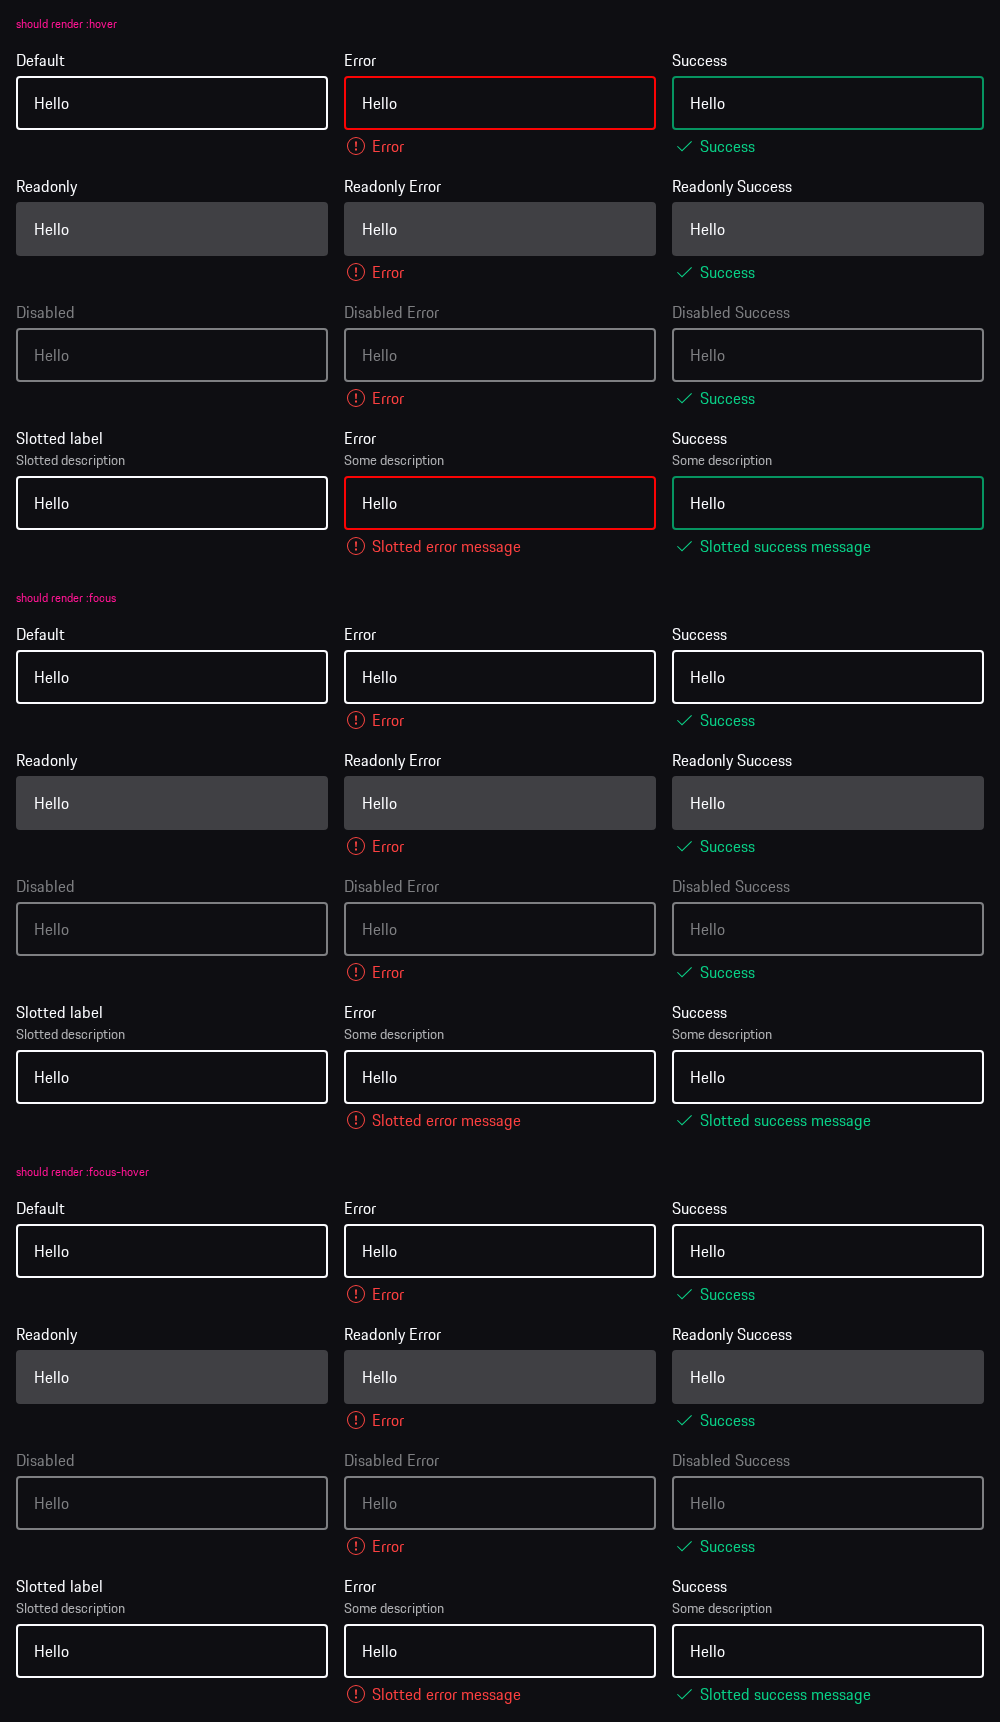 should render :hover
Default Error Success
Hello Hello Hello
Error Success
Readonly Readonly Error Readonly Success
Hello Hello Hello
Error Success
Disabled Disabled Error Disabled Success
Hello Hello Hello
Error Success
Slotted label Error Success
Slotted description Some description Some description
Hello Hello Hello
Slotted error message Slotted success message
should render :focus
Default Error Success
Hello Hello Hello
Error Success
Readonly Readonly Error Readonly Success
Hello Hello Hello
Error Success
Disabled Disabled Error Disabled Success
Hello Hello Hello
Error Success
Slotted label Error Success
Slotted description Some description Some description
Hello Hello Hello
Slotted error message Slotted success message
should render :focus-hover
Default Error Success
Hello Hello Hello
Error Success
Readonly Readonly Error Readonly Success
Hello Hello Hello
Error Success
Disabled Disabled Error Disabled Success
Hello Hello Hello
Error Success
Slotted label Error Success
Slotted description Some description Some description
Hello Hello Hello
Slotted error message Slotted success message